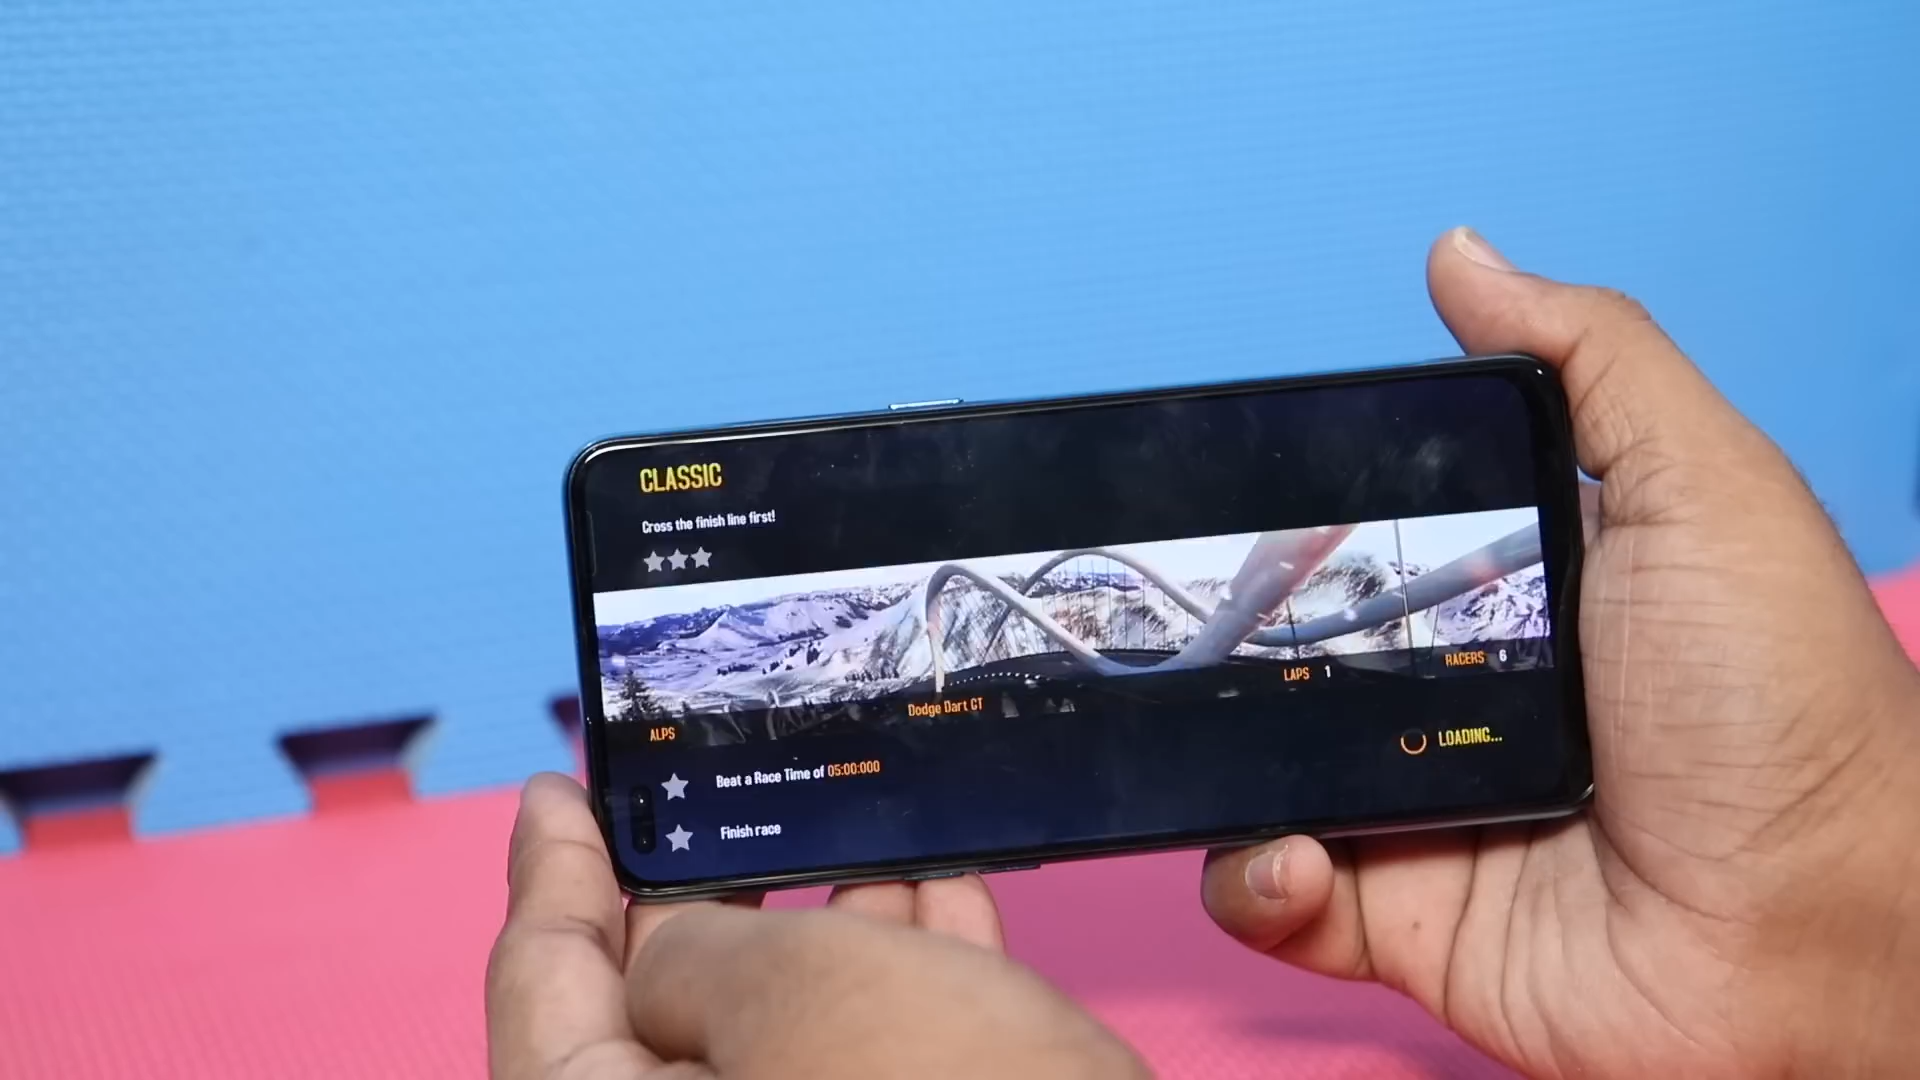 CLASSIC
Cross the finish line first!
ALPS
Dodge Dart GT
LAPS 1
RACERS 6
LOADING...
Beat a Race Time of 05:00:000
Finish race